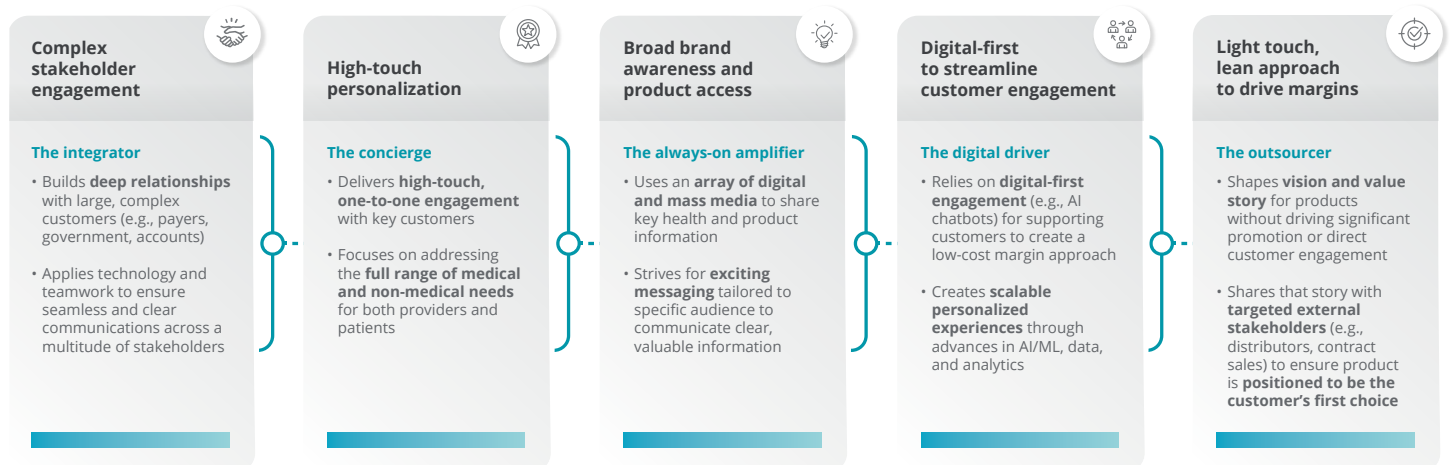 Complex
stakeholder
engagement
The integrator
• Builds deep relationships
with large, complex
customers (e.g., payers,
government, accounts)
• Applies technology and
teamwork to ensure
seamless and clear
communications across a
multitude of stakeholders
High-touch
personalization
The concierge
• Delivers high-touch,
one-to-one engagement
with key customers
• Focuses on addressing
the full range of medical
and non-medical needs
for both providers and
patients
Broad brand
awareness and
product access
The always-on amplifier
• Uses an array of digital
and mass media to share
key health and product
information
• Strives for exciting
messaging tailored to
specific audience to
communicate clear,
valuable information
Digital-first
to streamline
customer engagement
The digital driver
• Relies on digital-first
engagement (e.g., AI
chatbots) for supporting
customers to create a
low-cost margin approach
• Creates scalable
personalized
experiences through
advances in AI/ML, data,
and analytics
Light touch,
lean approach
to drive margins
The outsourcer
• Shapes vision and value
story for products
without driving significant
promotion or direct
customer engagement
• Shares that story with
targeted external
stakeholders (e.g.,
distributors, contract
sales) to ensure product
is positioned to be the
customer's first choice